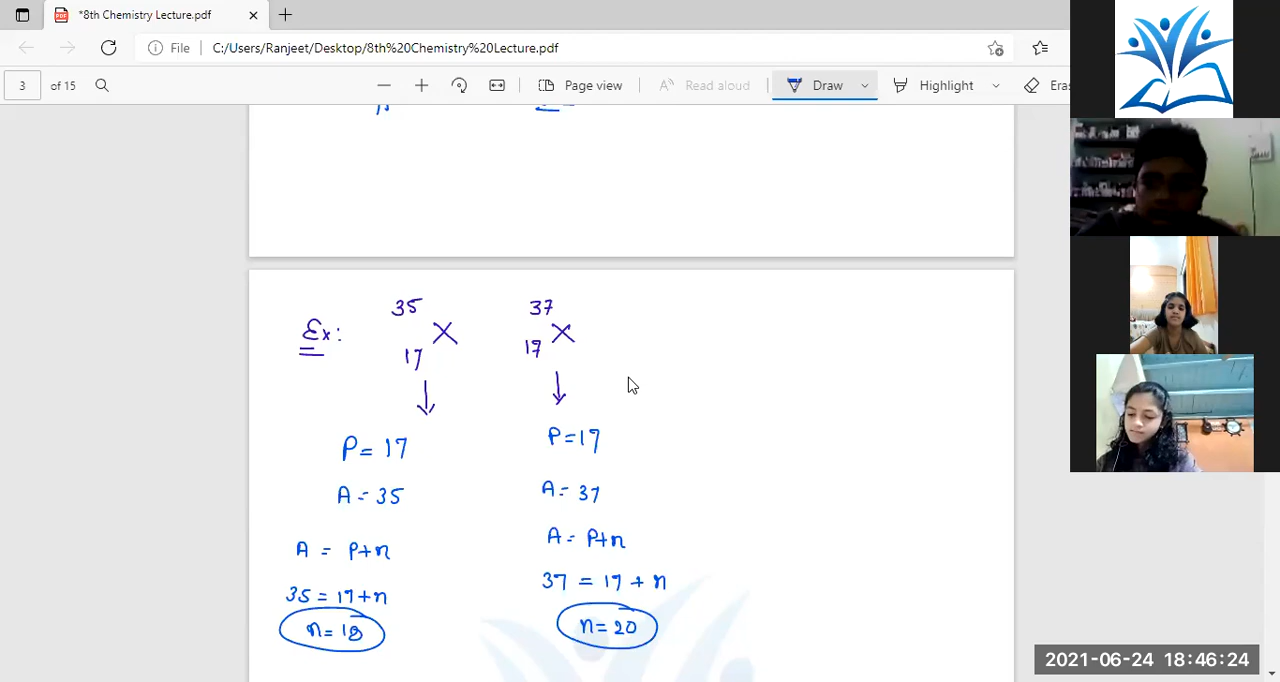 *8th Chemistry Lecture.pdf
File C:/Users/Ranjeet/Desktop/8th%20Chemistry%20Lecture.pdf
3 of 15 Page view Read aloud Draw Highlight Eras
Ex: 35 17 X 37 17 X
P = 17 P = 17
A = 35 A = 37
A = P+n A = P+n
35 = 17+n 37 = 17 + n
n = 18 n = 20
2021-06-24 18:46:24